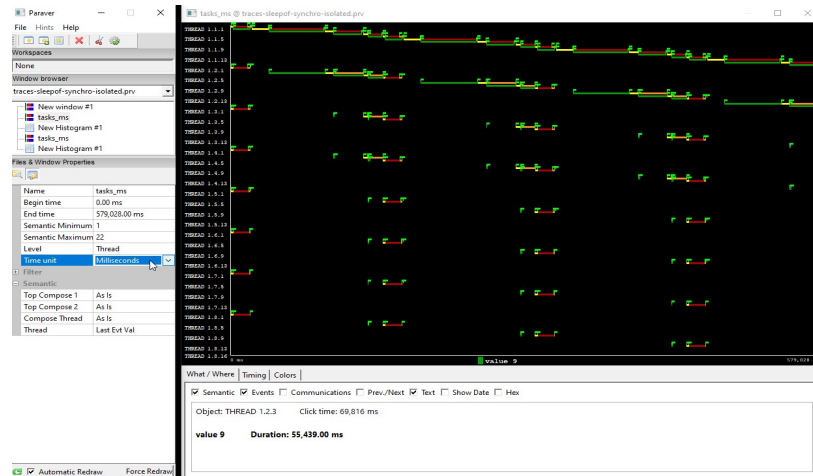 Paraver
File Hints Help
Workspaces
None
Window browser
traces-sleepof-synchro-isolated.prv
New window #1
tasks_ms
New Histogram #1
tasks_ms
New Histogram #1
Files & Window Properties
Name tasks_ms
Begin time 0.00 ms
End time 579,028.00 ms
Semantic Minimum 1
Semantic Maximum 22
Level Thread
Time unit Milliseconds
Filter
Semantic
Top Compose 1 As Is
Top Compose 2 As Is
Compose Thread As Is
Thread Last Evt Val
Automatic Redraw Force Redraw
tasks_ms @ traces-sleepof-synchro-isolated.prv
THREAD 1.1.1
THREAD 1.1.5
THREAD 1.1.9
THREAD 1.1.13
THREAD 1.2.1
THREAD 1.2.5
THREAD 1.2.9
THREAD 1.2.13
THREAD 1.3.1
THREAD 1.3.5
THREAD 1.3.9
THREAD 1.3.13
THREAD 1.4.1
THREAD 1.4.5
THREAD 1.4.9
THREAD 1.4.13
THREAD 1.5.1
THREAD 1.5.5
THREAD 1.5.9
THREAD 1.5.13
THREAD 1.6.1
THREAD 1.6.5
THREAD 1.6.9
THREAD 1.6.13
THREAD 1.7.1
THREAD 1.7.5
THREAD 1.7.9
THREAD 1.7.13
THREAD 1.8.1
THREAD 1.8.5
THREAD 1.8.9
THREAD 1.8.13
THREAD 1.8.16
0 ms value 9 579,028
What / Where Timing Colors
Semantic Events Communications Prev./Next Text Show Date Hex
Object: THREAD 1.2.3 Click time: 69,816 ms
value 9 Duration: 55,439.00 ms